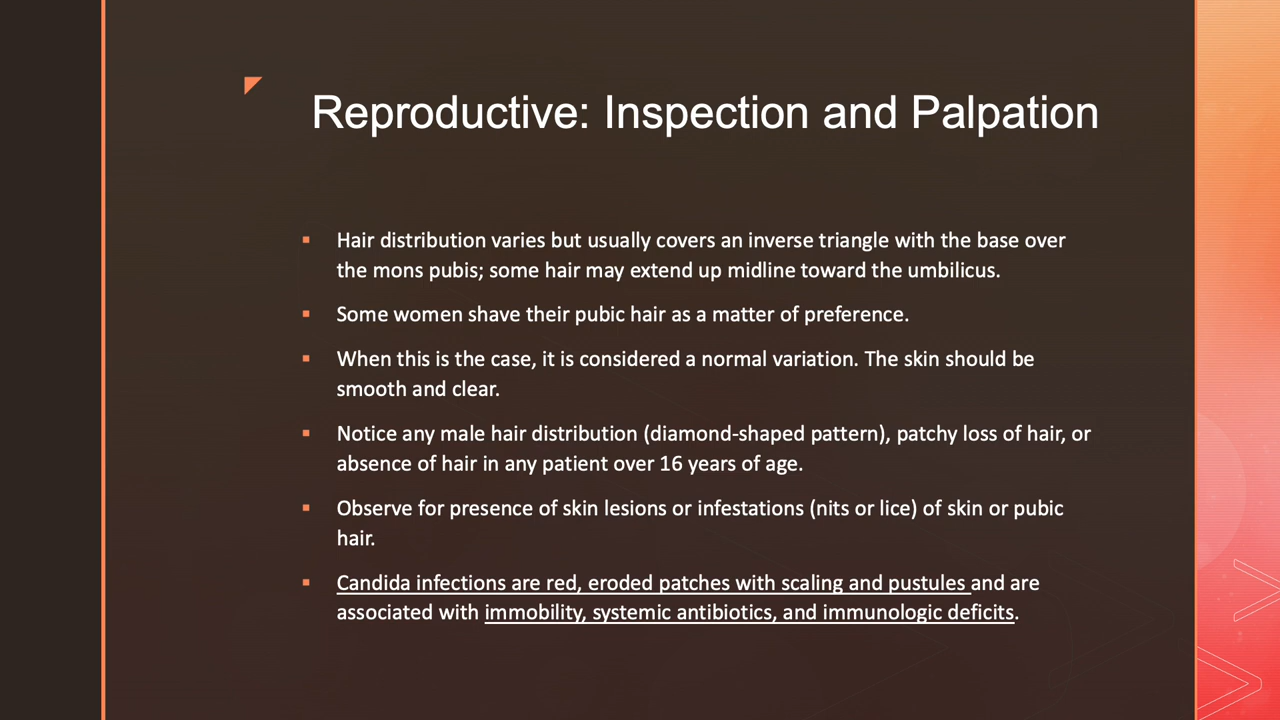 Reproductive: Inspection and Palpation
▪ Hair distribution varies but usually covers an inverse triangle with the base over
the mons pubis; some hair may extend up midline toward the umbilicus.
▪ Some women shave their pubic hair as a matter of preference.
▪ When this is the case, it is considered a normal variation. The skin should be
smooth and clear.
▪ Notice any male hair distribution (diamond-shaped pattern), patchy loss of hair, or
absence of hair in any patient over 16 years of age.
▪ Observe for presence of skin lesions or infestations (nits or lice) of skin or pubic
hair.
▪ Candida infections are red, eroded patches with scaling and pustules and are
associated with immobility, systemic antibiotics, and immunologic deficits.